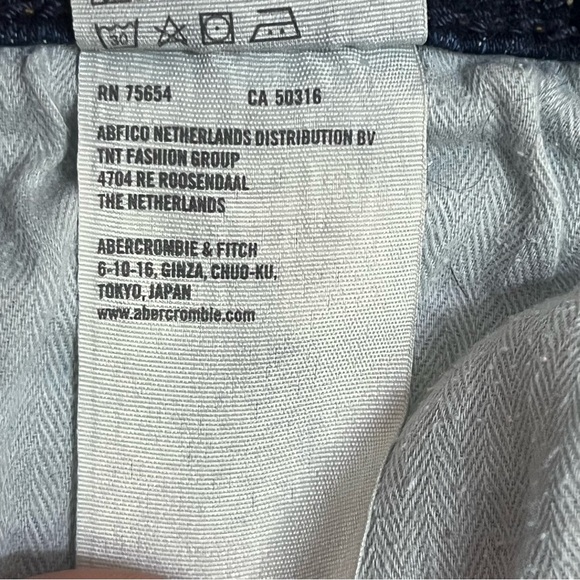 30
RN 75654 CA 50316
ABFICO NETHERLANDS DISTRIBUTION BV
TNT FASHION GROUP
4704 RE ROOSENDAAL
THE NETHERLANDS
ABERCROMBIE & FITCH
6-10-16, GINZA, CHUO-KU,
TOKYO, JAPAN
www.abercrombie.com